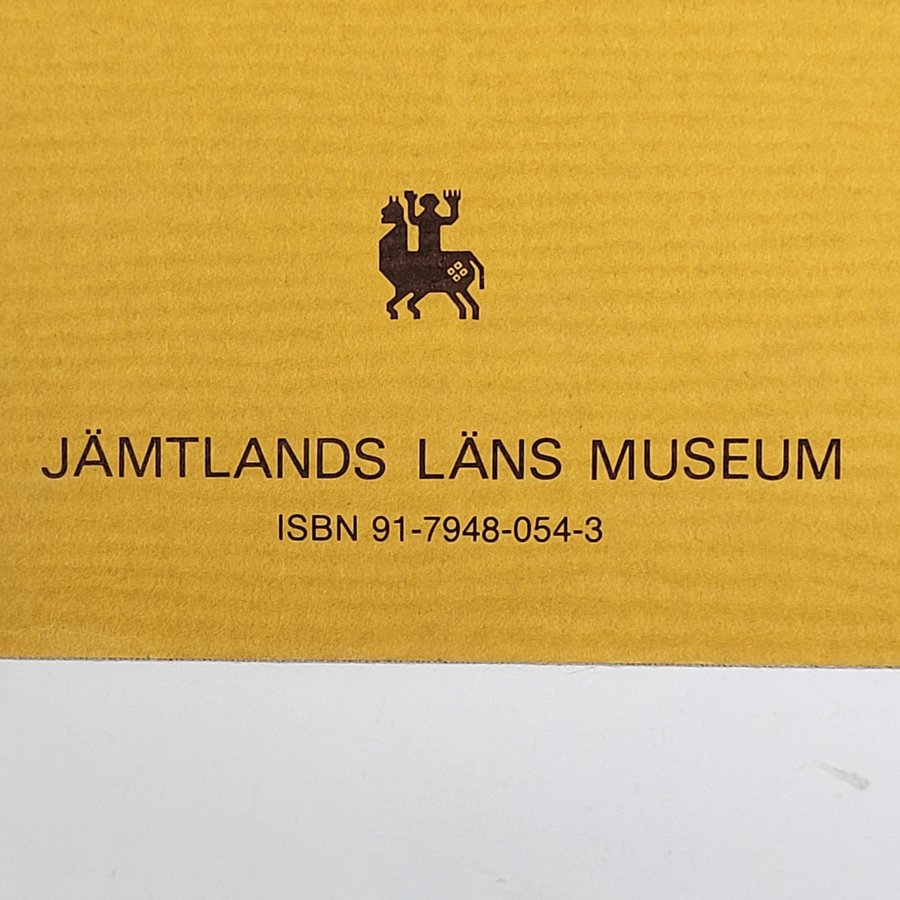 JÄMTLANDS LÄNS MUSEUM
ISBN 91-7948-054-3